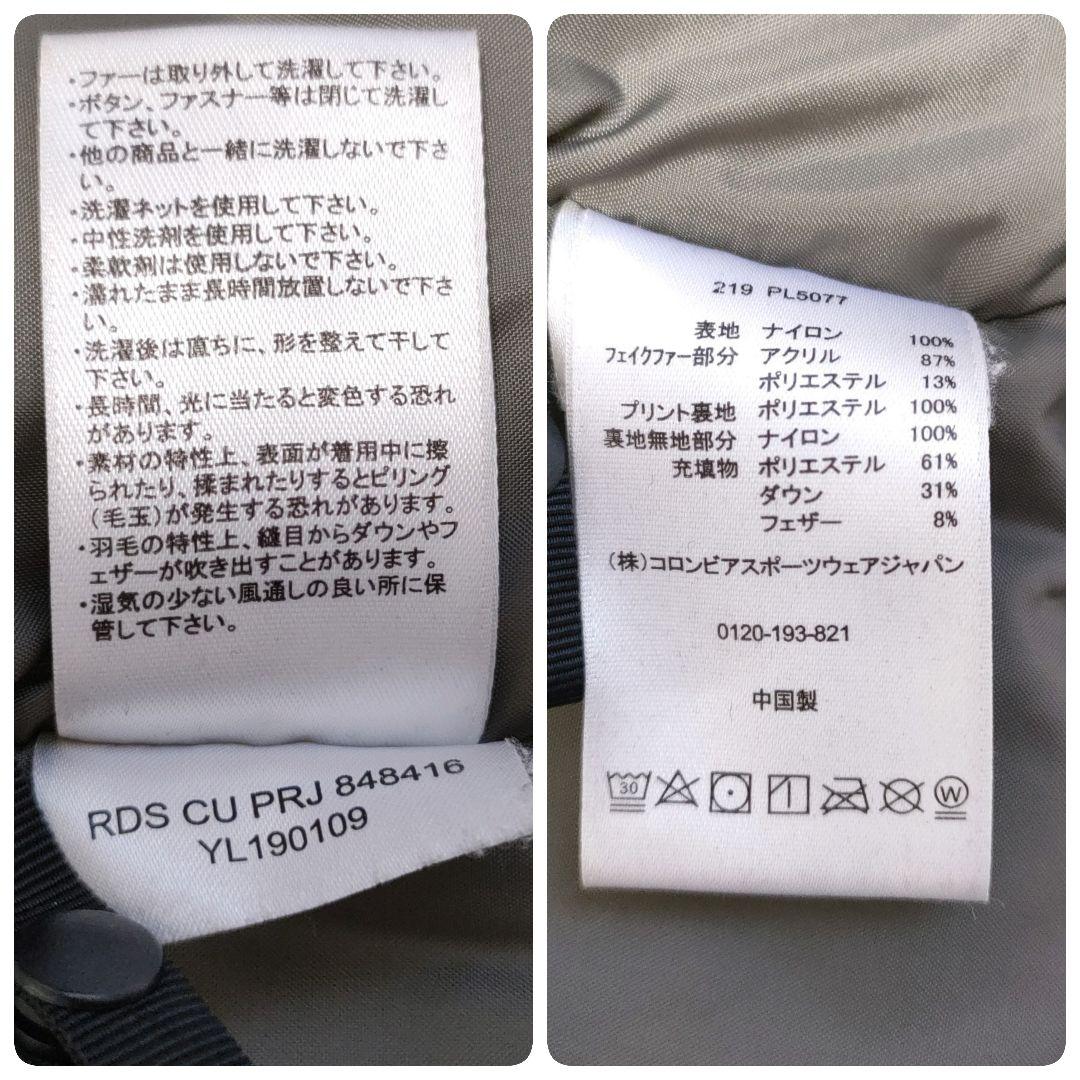 ・ファーは取り外して洗濯して下さい。
・ボタン、ファスナー等は閉じて洗濯し
て下さい。
・他の商品と一緒に洗濯しないで下さ
い。
・洗濯ネットを使用して下さい。
・中性洗剤を使用して下さい。
・柔軟剤は使用しないで下さい。
・濡れたまま長時間放置しないで下さ
い。
・洗濯後は直ちに、形を整えて干して
下さい。
・長時間、光に当たると変色する恐れ
があります。
・素材の特性上、表面が着用中に擦
られたり、揉まれたりするとピリング
（毛玉）が発生する恐れがあります。
・羽毛の特性上、縫目からダウンやフ
ェザーが吹き出すことがあります。
・湿気の少ない風通しの良い所に保
管して下さい。
RDS CU PRJ 848416
YL190109
219 PL5077
表地 ナイロン 100%
フェイクファー部分 アクリル 87%
ポリエステル 13%
プリント裏地 ポリエステル 100%
裏地無地部分 ナイロン 100%
充填物 ポリエステル 61%
ダウン 31%
フェザー 8%
（株）コロンビアスポーツウェアジャパン
0120-193-821
中国製
30 W